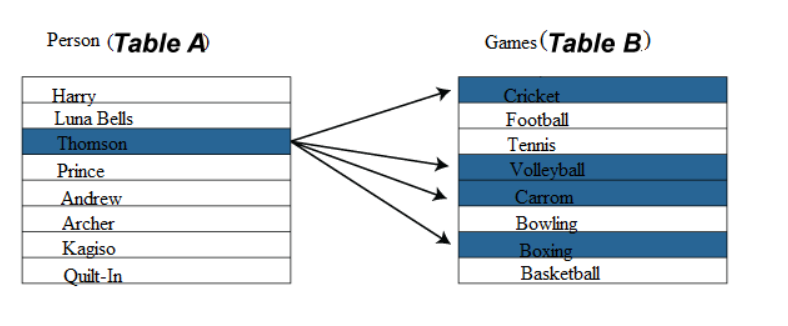 Person (Table A)
Harry
Luna Bells
Thomson
Prince
Andrew
Archer
Kagiso
Quilt-In
Games (Table B)
Cricket
Football
Tennis
Volleyball
Carrom
Bowling
Boxing
Basketball